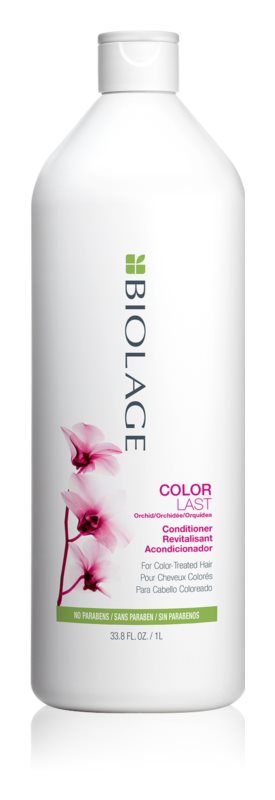 BIOLAGE
COLOR
LAST
Orchid/Orchidée/Orquídea
Conditioner
Revitalisant
Acondicionador
For Color-Treated Hair
Pour Cheveux Colorés
Para Cabello Coloreado
NO PARABENS / SANS PARABEN / SIN PARABENOS
33.8 FL. OZ. / 1L